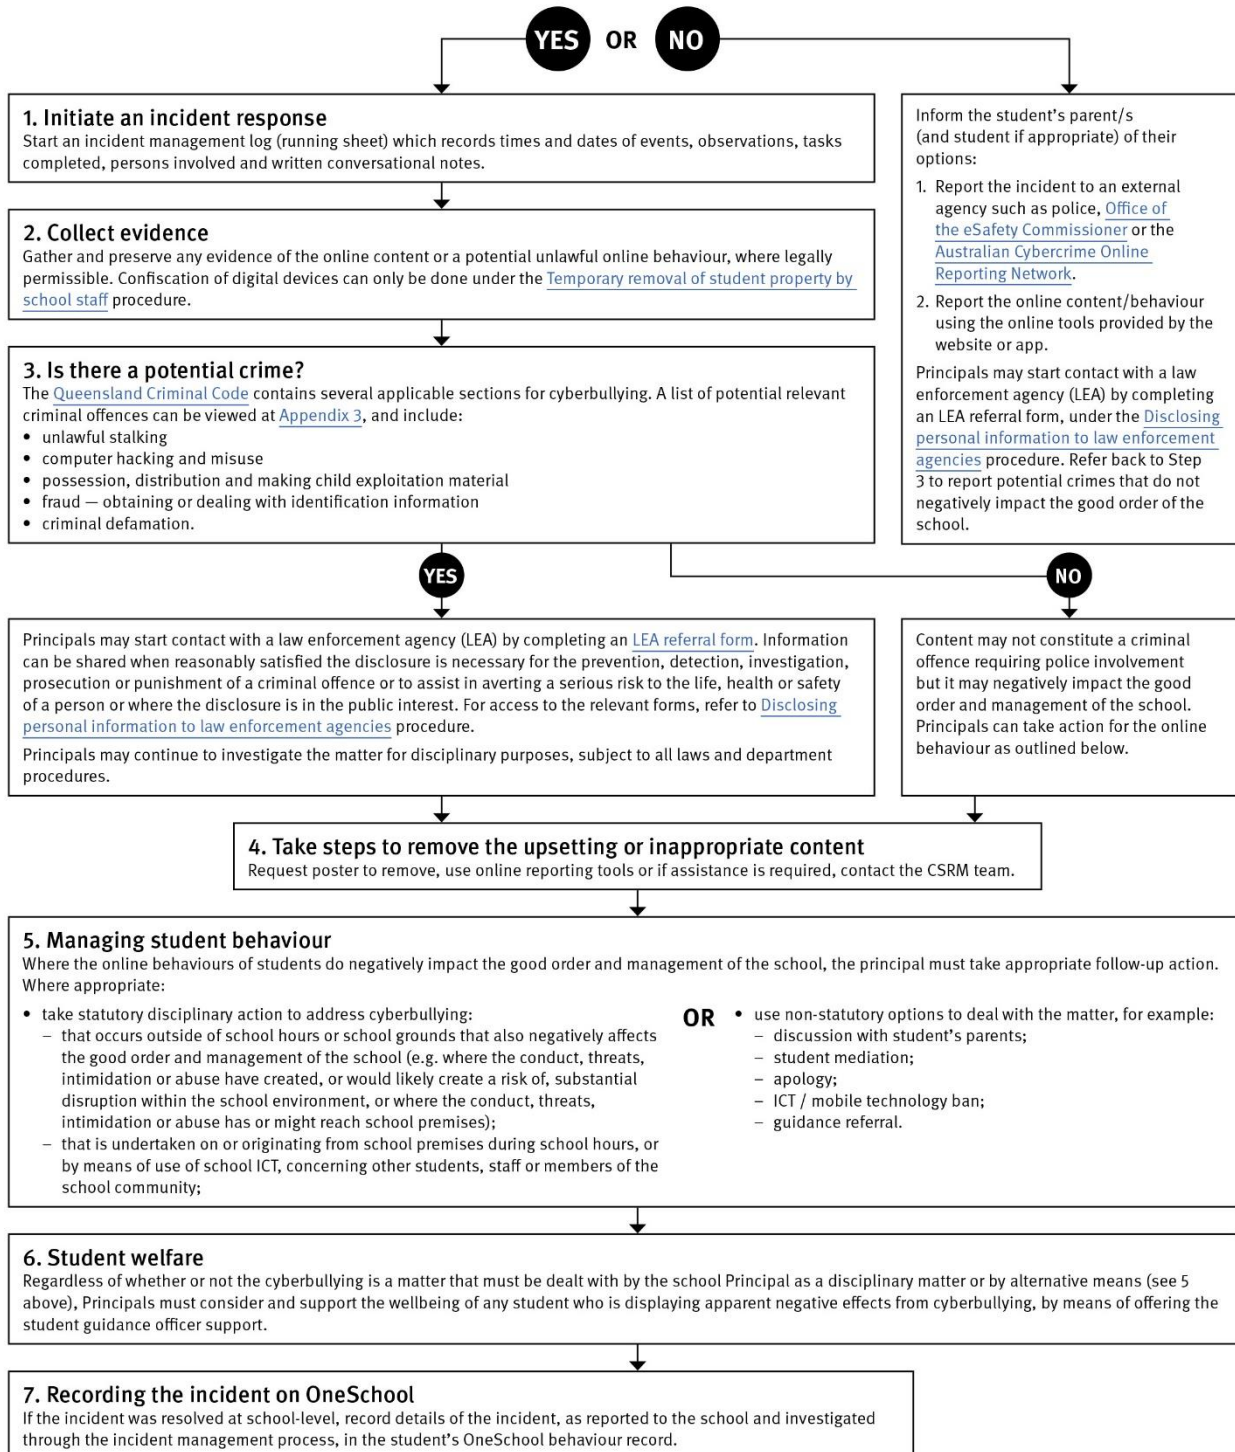 YES OR NO
1. Initiate an incident response
Start an incident management log (running sheet) which records times and dates of events, observations, tasks
completed, persons involved and written conversational notes.
2. Collect evidence
Gather and preserve any evidence of the online content or a potential unlawful online behaviour, where legally
permissible. Confiscation of digital devices can only be done under the Temporary removal of student property by
school staff procedure.
3. Is there a potential crime?
The Queensland Criminal Code contains several applicable sections for cyberbullying. A list of potential relevant
criminal offences can be viewed at Appendix 3, and include:
• unlawful stalking
• computer hacking and misuse
• possession, distribution and making child exploitation material
• fraud — obtaining or dealing with identification information
• criminal defamation.
Inform the student's parent/s
(and student if appropriate) of their
options:
1. Report the incident to an external
agency such as police, Office of
the eSafety Commissioner or the
Australian Cybercrime Online
Reporting Network.
2. Report the online content/behaviour
using the online tools provided by the
website or app.
Principals may start contact with a law
enforcement agency (LEA) by completing
an LEA referral form, under the Disclosing
personal information to law enforcement
agencies procedure. Refer back to Step
3 to report potential crimes that do not
negatively impact the good order of the
school.
YES
NO
Principals may start contact with a law enforcement agency (LEA) by completing an LEA referral form. Information
can be shared when reasonably satisfied the disclosure is necessary for the prevention, detection, investigation,
prosecution or punishment of a criminal offence or to assist in averting a serious risk to the life, health or safety
of a person or where the disclosure is in the public interest. For access to the relevant forms, refer to Disclosing
personal information to law enforcement agencies procedure.
Principals may continue to investigate the matter for disciplinary purposes, subject to all laws and department
procedures.
Content may not constitute a criminal
offence requiring police involvement
but it may negatively impact the good
order and management of the school.
Principals can take action for the online
behaviour as outlined below.
4. Take steps to remove the upsetting or inappropriate content
Request poster to remove, use online reporting tools or if assistance is required, contact the CSRM team.
5. Managing student behaviour
Where the online behaviours of students do negatively impact the good order and management of the school, the principal must take appropriate follow-up action.
Where appropriate:
• take statutory disciplinary action to address cyberbullying:
– that occurs outside of school hours or school grounds that also negatively affects
the good order and management of the school (e.g. where the conduct, threats,
intimidation or abuse have created, or would likely create a risk of, substantial
disruption within the school environment, or where the conduct, threats,
intimidation or abuse has or might reach school premises);
– that is undertaken on or originating from school premises during school hours, or
by means of use of school ICT, concerning other students, staff or members of the
school community;
OR
• use non-statutory options to deal with the matter, for example:
– discussion with student's parents;
– student mediation;
– apology;
– ICT / mobile technology ban;
– guidance referral.
6. Student welfare
Regardless of whether or not the cyberbullying is a matter that must be dealt with by the school Principal as a disciplinary matter or by alternative means (see 5
above), Principals must consider and support the wellbeing of any student who is displaying apparent negative effects from cyberbullying, by means of offering the
student guidance officer support.
7. Recording the incident on OneSchool
If the incident was resolved at school-level, record details of the incident, as reported to the school and investigated
through the incident management process, in the student's OneSchool behaviour record.